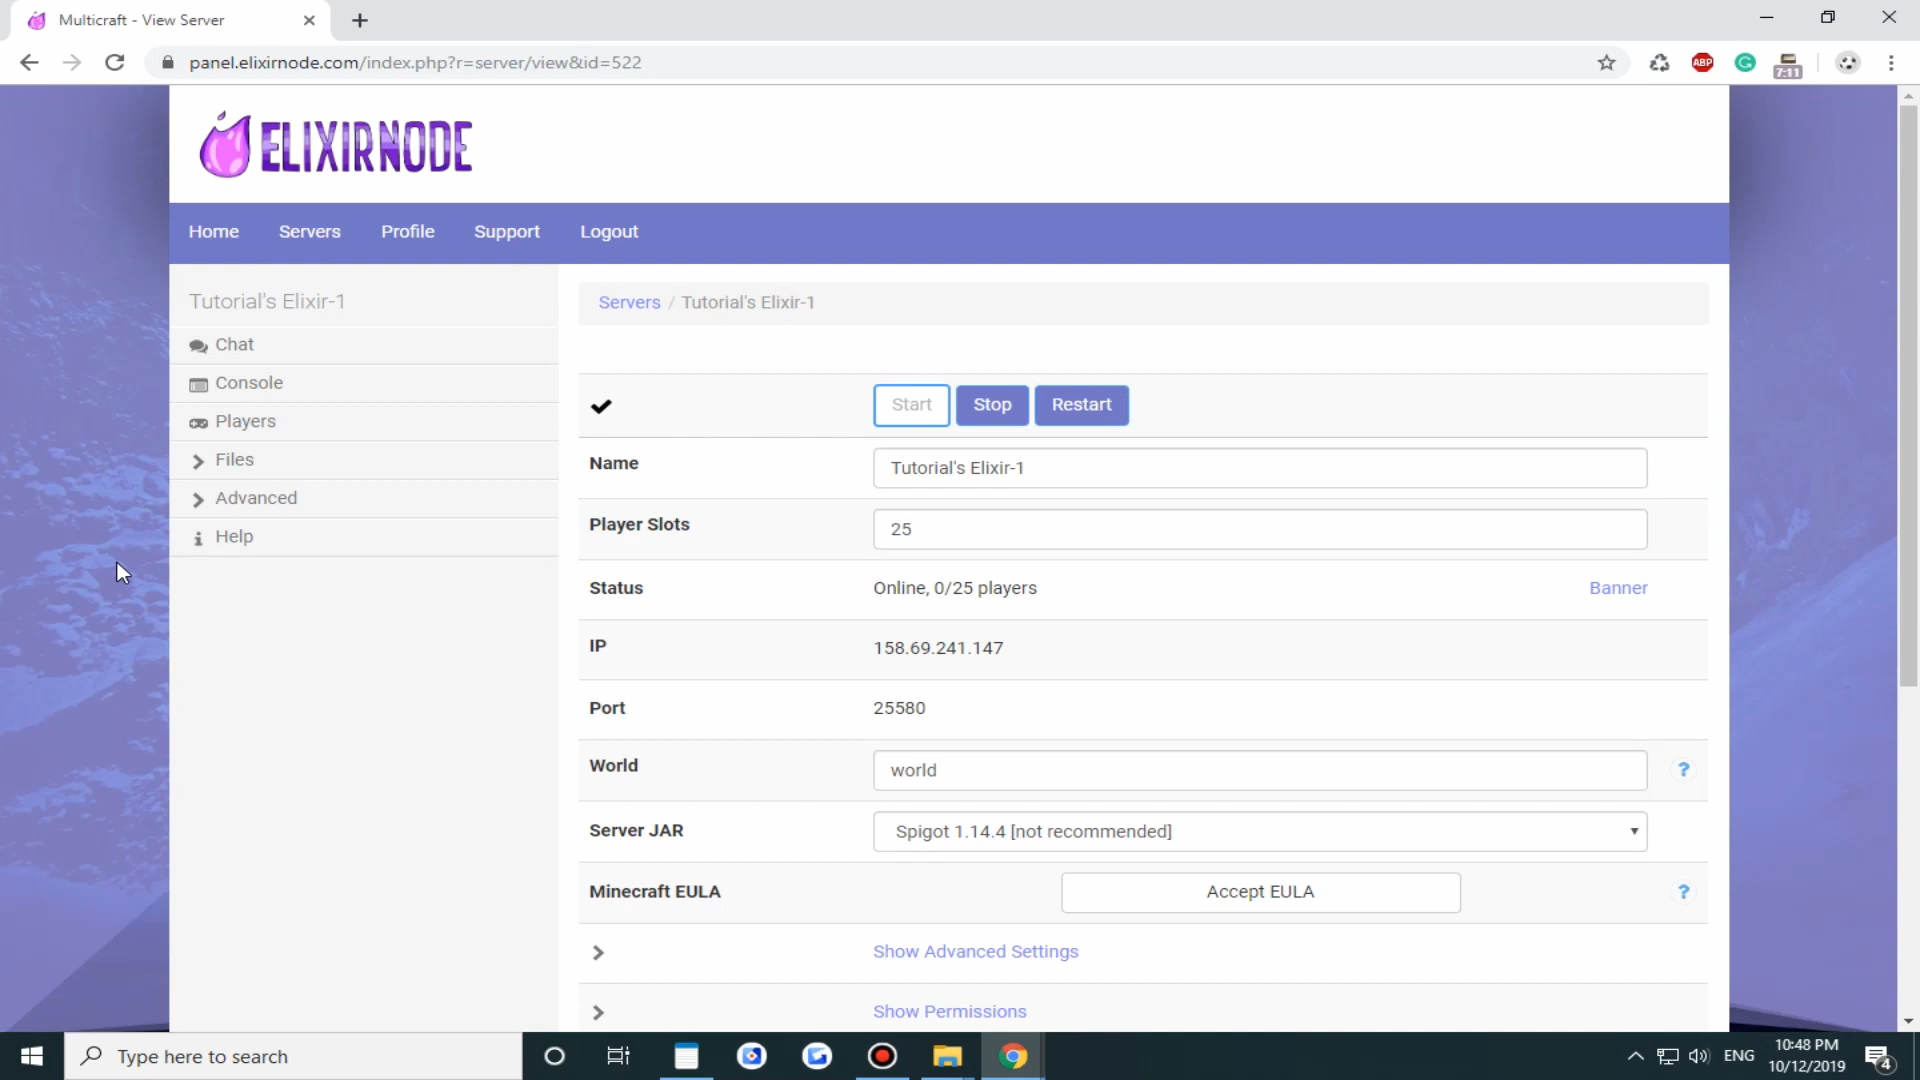 Multicraft - View Server
panel.elixirnode.com/index.php?r=server/view&id=522
ABP
7:11
ELIXIRNODE
Home Servers Profile Support Logout
Tutorial's Elixir-1
Chat
Console
Players
Files
Advanced
Help
Servers / Tutorial's Elixir-1
Start Stop Restart
Name Tutorial's Elixir-1
Player Slots 25
Status Online, 0/25 players Banner
IP 158.69.241.147
Port 25580
World world ?
Server JAR Spigot 1.14.4 [not recommended]
Minecraft EULA Accept EULA ?
Show Advanced Settings
Show Permissions
Type here to search
ENG
10:48 PM
10/12/2019
4